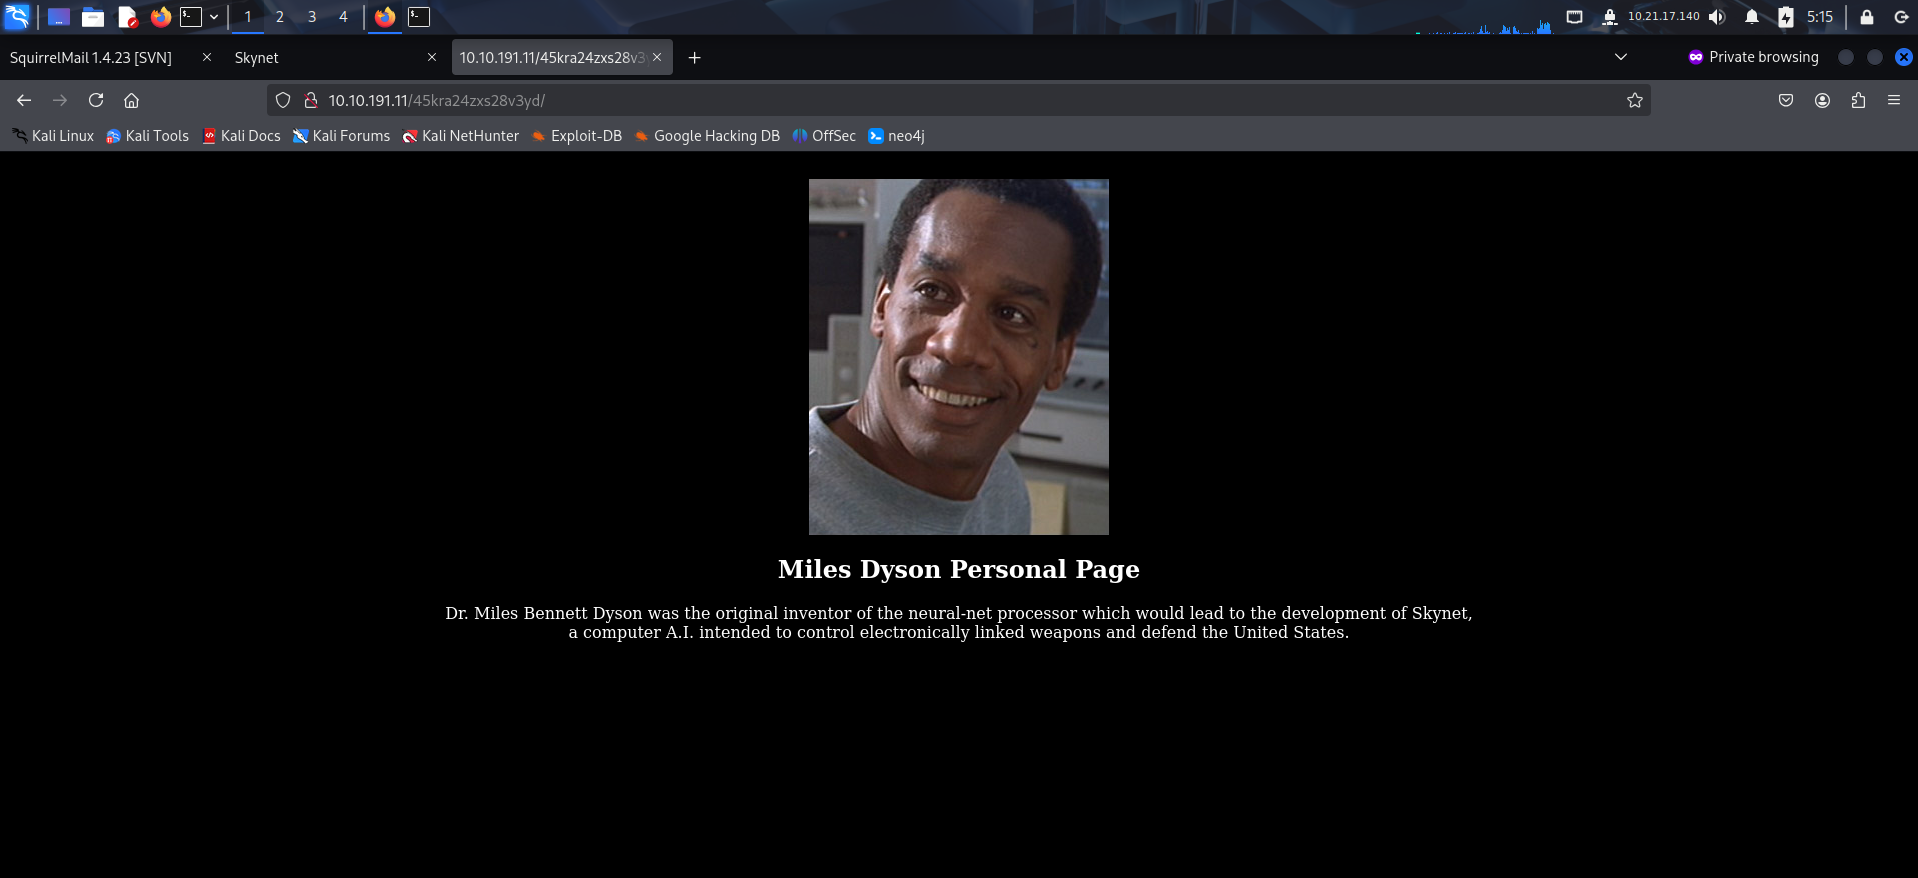 1 2 3 4 10.21.17.140 5:15
SquirrelMail 1.4.23 [SVN] Skynet 10.10.191.11/45kra24zxs28v3 Private browsing
10.10.191.11/45kra24zxs28v3yd/
Kali Linux Kali Tools Kali Docs Kali Forums Kali NetHunter Exploit-DB Google Hacking DB OffSec neo4j
Miles Dyson Personal Page
Dr. Miles Bennett Dyson was the original inventor of the neural-net processor which would lead to the development of Skynet,
a computer A.I. intended to control electronically linked weapons and defend the United States.